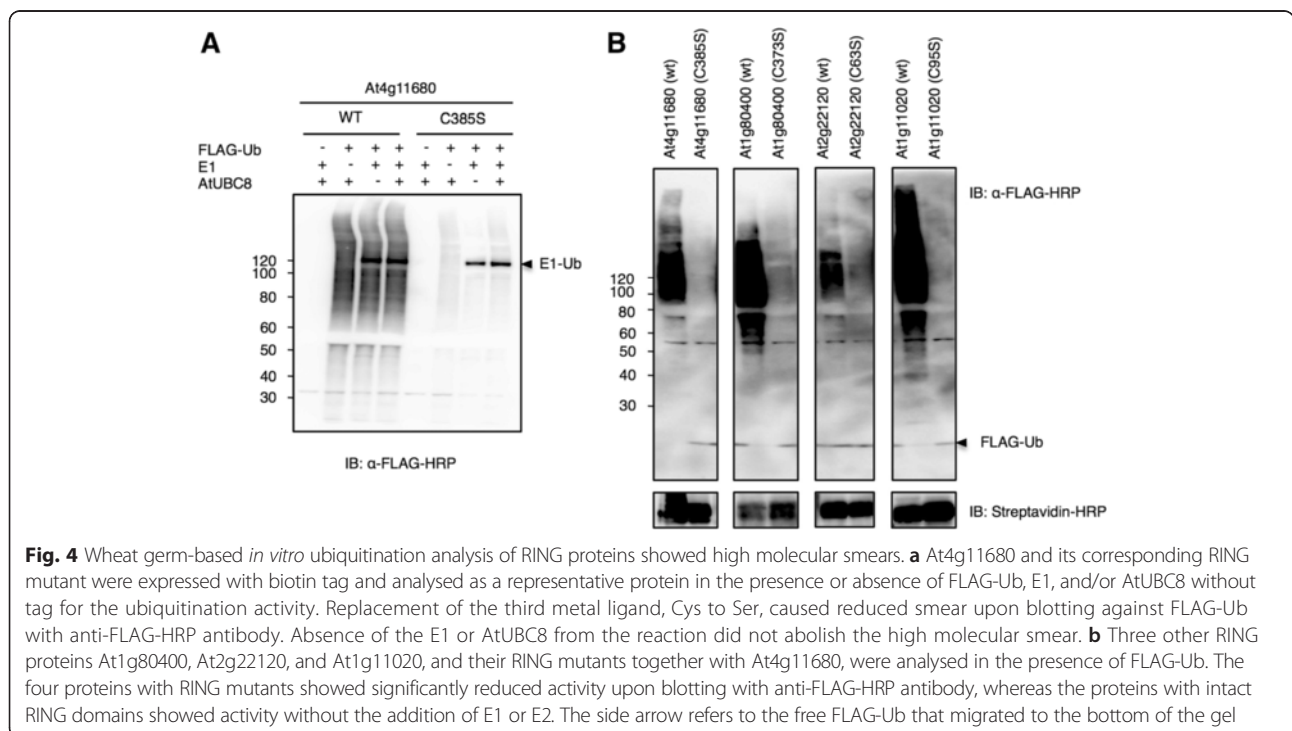 A
At4g11680
WT C385S
FLAG-Ub - + + + - + + +
E1 + - + + + - + +
AtUBC8 + + - + + + - +
120
100
80
60
50
40
30
E1-Ub
IB: α-FLAG-HRP
B
At4g11680 (wt)
At4g11680 (C385S)
At1g80400 (wt)
At1g80400 (C373S)
At2g22120 (wt)
At2g22120 (C63S)
At1g11020 (wt)
At1g11020 (C95S)
IB: α-FLAG-HRP
120
100
80
60
50
40
30
FLAG-Ub
IB: Streptavidin-HRP
Fig. 4 Wheat germ-based in vitro ubiquitination analysis of RING proteins showed high molecular smears. a At4g11680 and its corresponding RING
mutant were expressed with biotin tag and analysed as a representative protein in the presence or absence of FLAG-Ub, E1, and/or AtUBC8 without
tag for the ubiquitination activity. Replacement of the third metal ligand, Cys to Ser, caused reduced smear upon blotting against FLAG-Ub
with anti-FLAG-HRP antibody. Absence of the E1 or AtUBC8 from the reaction did not abolish the high molecular smear. b Three other RING
proteins At1g80400, At2g22120, and At1g11020, and their RING mutants together with At4g11680, were analysed in the presence of FLAG-Ub. The
four proteins with RING mutants showed significantly reduced activity upon blotting with anti-FLAG-HRP antibody, whereas the proteins with intact
RING domains showed activity without the addition of E1 or E2. The side arrow refers to the free FLAG-Ub that migrated to the bottom of the gel